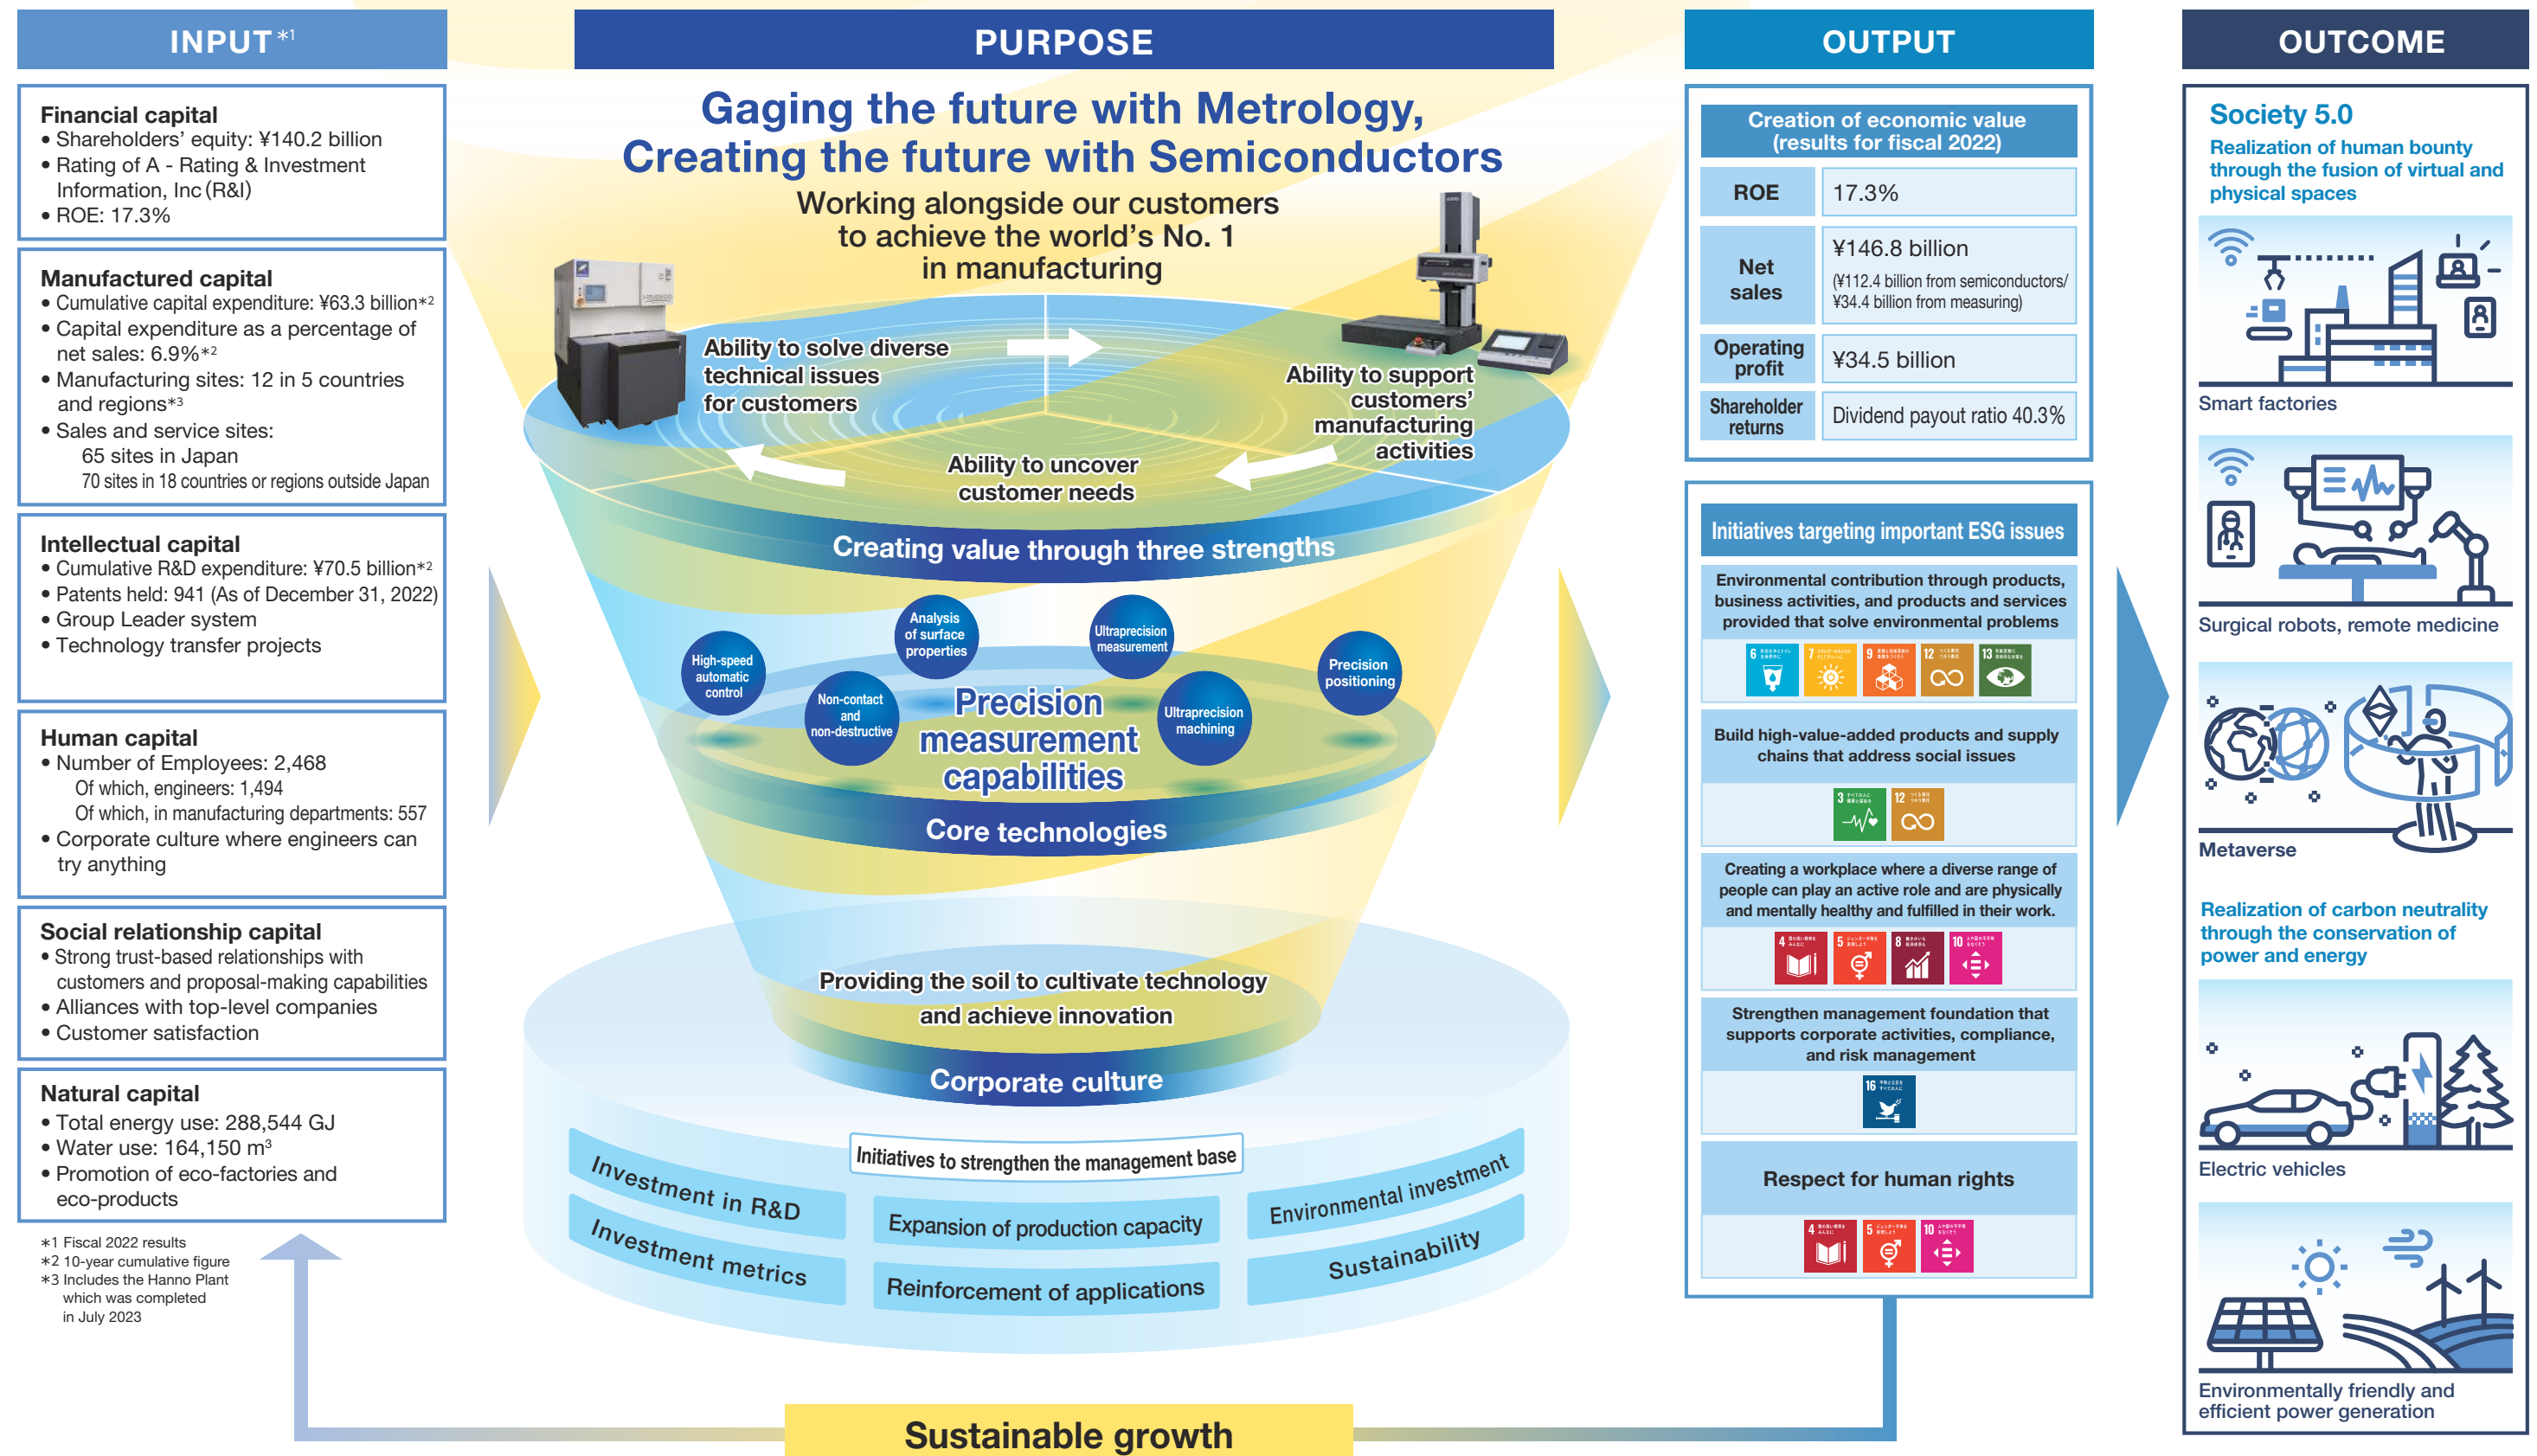 INPUT*1
Financial capital
• Shareholders' equity: ¥140.2 billion
• Rating of A - Rating & Investment
Information, Inc (R&I)
• ROE: 17.3%
Manufactured capital
• Cumulative capital expenditure: ¥63.3 billion*2
• Capital expenditure as a percentage of
net sales: 6.9%*2
• Manufacturing sites: 12 in 5 countries
and regions*3
• Sales and service sites:
65 sites in Japan
70 sites in 18 countries or regions outside Japan
Intellectual capital
• Cumulative R&D expenditure: ¥70.5 billion*2
• Patents held: 941 (As of December 31, 2022)
• Group Leader system
• Technology transfer projects
Human capital
• Number of Employees: 2,468
Of which, engineers: 1,494
Of which, in manufacturing departments: 557
• Corporate culture where engineers can
try anything
Social relationship capital
• Strong trust-based relationships with
customers and proposal-making capabilities
• Alliances with top-level companies
• Customer satisfaction
Natural capital
• Total energy use: 288,544 GJ
• Water use: 164,150 m3
• Promotion of eco-factories and
eco-products
*1 Fiscal 2022 results
*2 10-year cumulative figure
*3 Includes the Hanno Plant
which was completed
in July 2023
PURPOSE
Gaging the future with Metrology,
Creating the future with Semiconductors
Working alongside our customers
to achieve the world's No. 1
in manufacturing
Ability to solve diverse
technical issues
for customers
Ability to support
customers'
manufacturing
activities
Ability to uncover
customer needs
Creating value through three strengths
High-speed
automatic
control
Non-contact
and
non-destructive
Analysis
of surface
properties
Ultraprecision
measurement
Ultraprecision
machining
Precision
positioning
Precision
measurement
capabilities
Core technologies
Providing the soil to cultivate technology
and achieve innovation
Corporate culture
Initiatives to strengthen the management base
Investment in R&D
Expansion of production capacity
Environmental investment
Investment metrics
Reinforcement of applications
Sustainability
Sustainable growth
OUTPUT
Creation of economic value
(results for fiscal 2022)
ROE
17.3%
Net
sales
¥146.8 billion
(¥112.4 billion from semiconductors/
¥34.4 billion from measuring)
Operating
profit
¥34.5 billion
Shareholder
returns
Dividend payout ratio 40.3%
Initiatives targeting important ESG issues
Environmental contribution through products,
business activities, and products and services
provided that solve environmental problems
6
7
9
12
13
Build high-value-added products and supply
chains that address social issues
3
12
Creating a workplace where a diverse range of
people can play an active role and are physically
and mentally healthy and fulfilled in their work.
4
5
8
10
Strengthen management foundation that
supports corporate activities, compliance,
and risk management
16
Respect for human rights
4
5
10
OUTCOME
Society 5.0
Realization of human bounty
through the fusion of virtual and
physical spaces
Smart factories
Surgical robots, remote medicine
Metaverse
Realization of carbon neutrality
through the conservation of
power and energy
Electric vehicles
Environmentally friendly and
efficient power generation